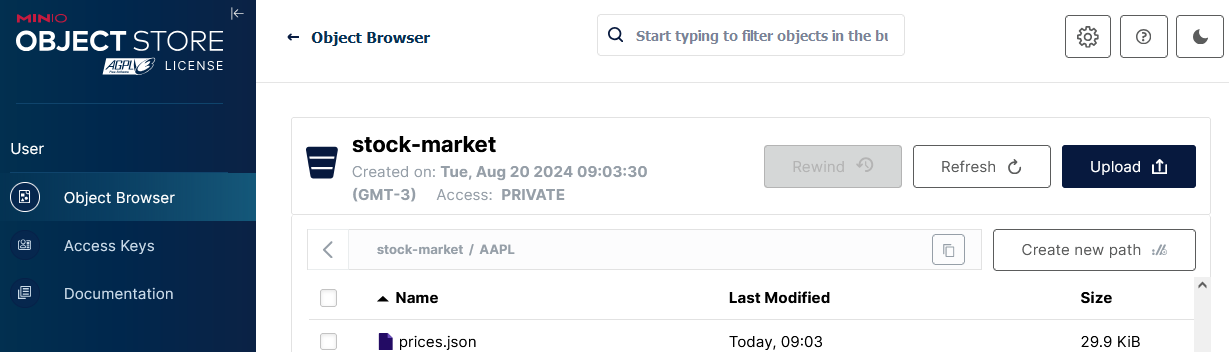 MINIO
OBJECT STORE
AGPLv3 LICENSE
User
Object Browser
Access Keys
Documentation
← Object Browser
Start typing to filter objects in the bu
stock-market
Created on: Tue, Aug 20 2024 09:03:30
(GMT-3) Access: PRIVATE
Rewind
Refresh
Upload
stock-market / AAPL
Create new path
Name Last Modified Size
prices.json Today, 09:03 29.9 KiB